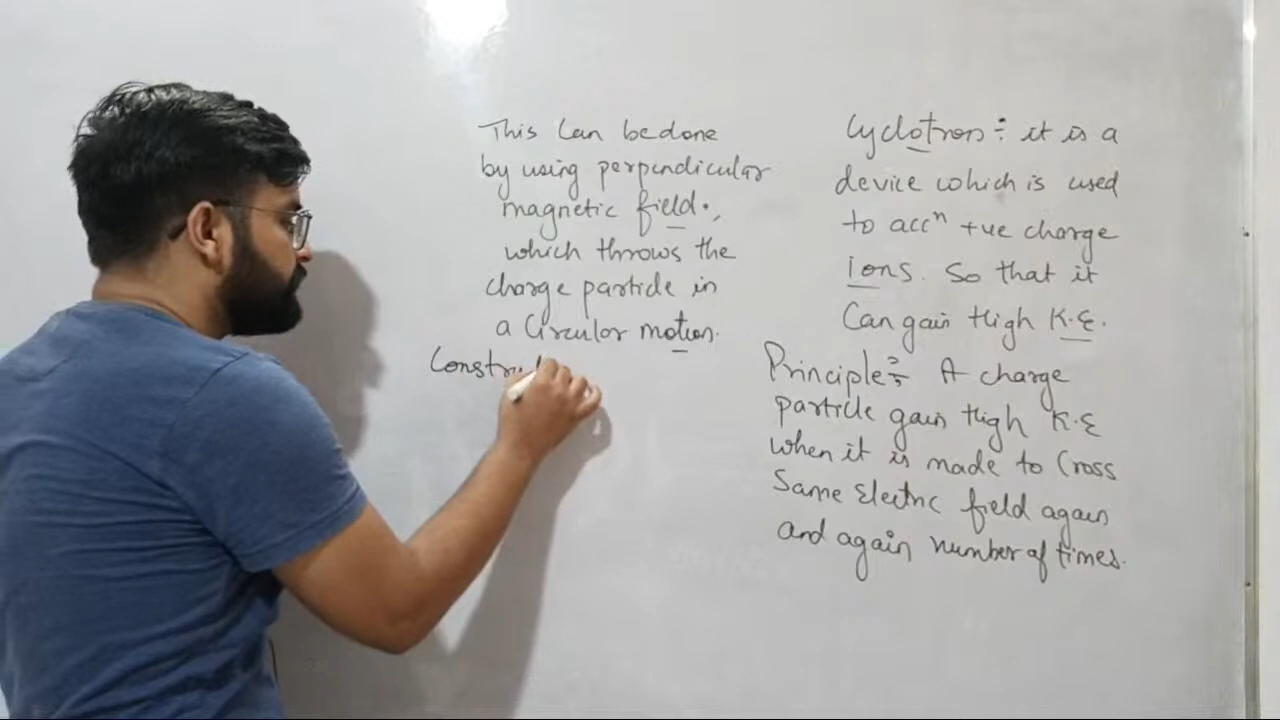 Cyclotron÷ it is a
device which is used
to accⁿ +ve charge
ions. So that it
Can gain High K.E.
Principle÷ A charge
particle gain High K.E
when it is made to Cross
Same Electric field again
and again number of times.
This Can be done
by using perpendicular
magnetic field.,
which throws the
charge particle in
a Circular motion.
Constru